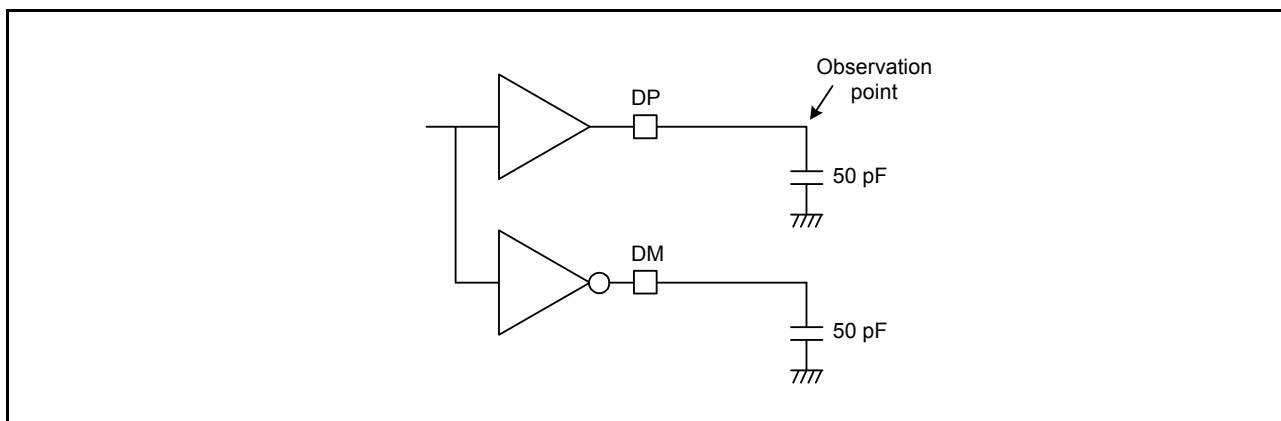 Observation
point
DP
50 pF
DM
50 pF